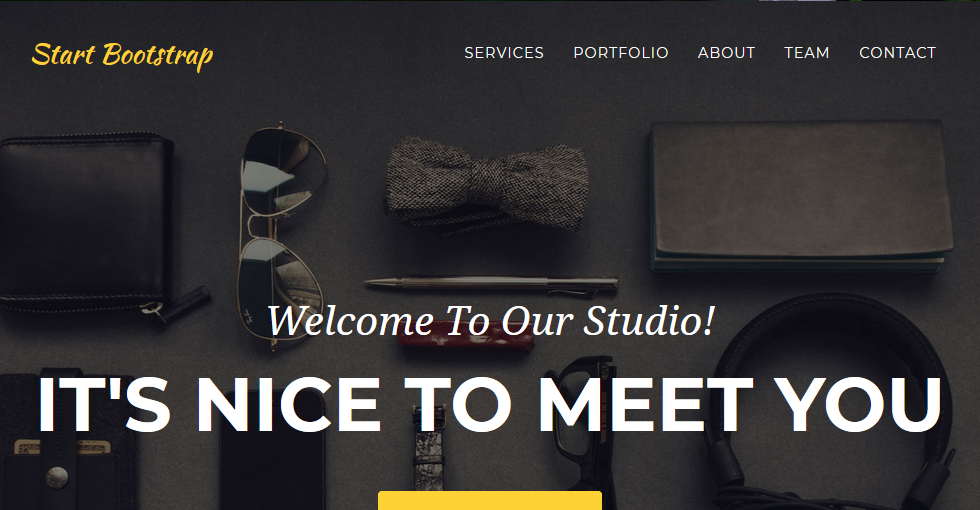 Start Bootstrap
SERVICES PORTFOLIO ABOUT TEAM CONTACT
Welcome To Our Studio!
IT'S NICE TO MEET YOU